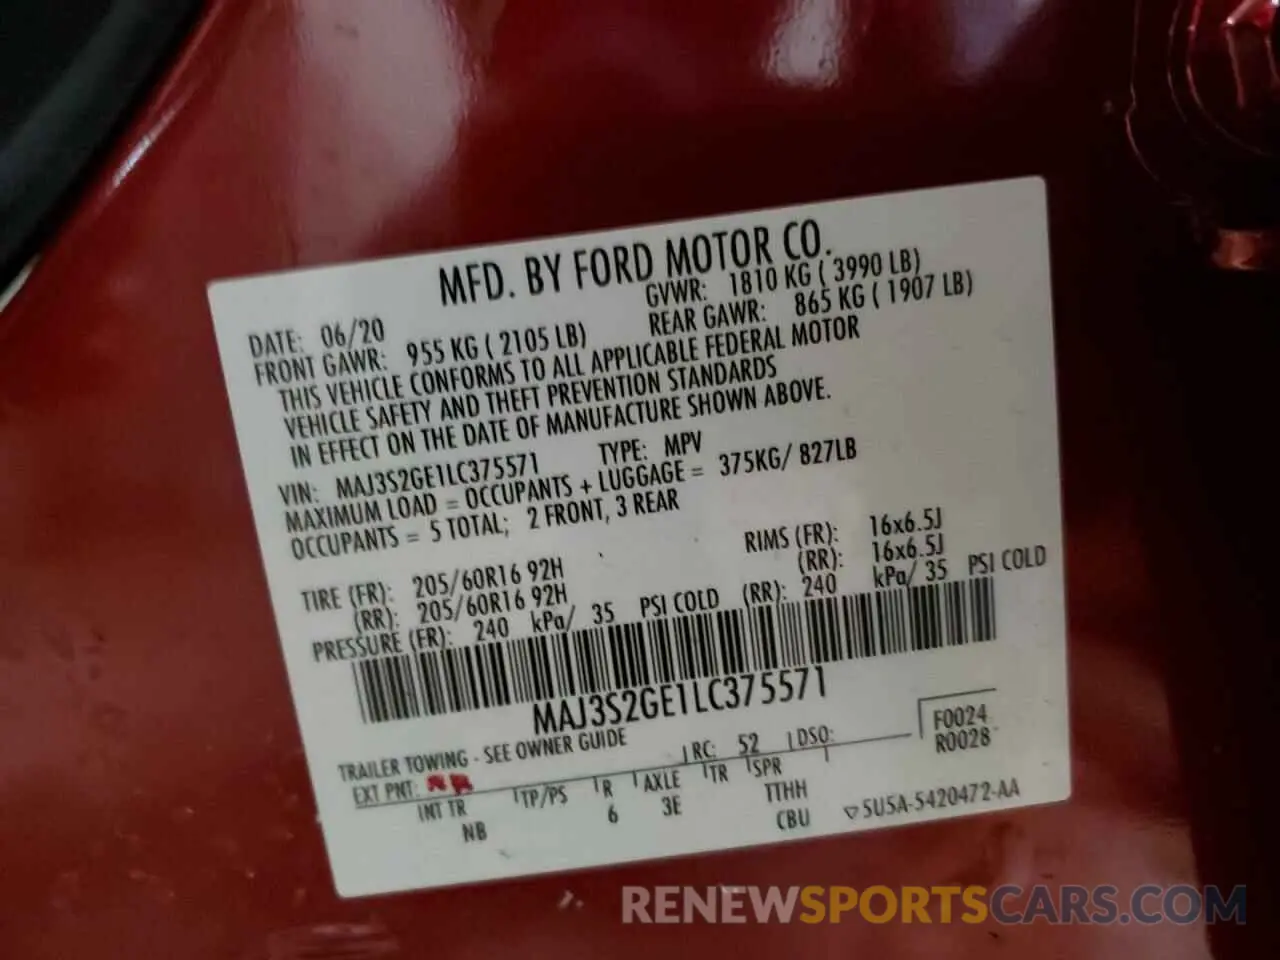 MFD. BY FORD MOTOR CO.
DATE: 06/20 GVWR: 1810 KG ( 3990 LB)
FRONT GAWR: 955 KG ( 2105 LB) REAR GAWR: 865 KG ( 1907 LB)
THIS VEHICLE CONFORMS TO ALL APPLICABLE FEDERAL MOTOR
VEHICLE SAFETY AND THEFT PREVENTION STANDARDS
IN EFFECT ON THE DATE OF MANUFACTURE SHOWN ABOVE.
VIN: MAJ3S2GE1LC375571 TYPE: MPV
MAXIMUM LOAD = OCCUPANTS + LUGGAGE = 375KG/ 827LB
OCCUPANTS = 5 TOTAL; 2 FRONT, 3 REAR
TIRE (FR): 205/60R16 92H RIMS (FR): 16x6.5J
(RR): 205/60R16 92H (RR): 16x6.5J
PRESSURE (FR): 240 kPa/ 35 PSI COLD (RR): 240 kPa/ 35 PSI COLD
MAJ3S2GE1LC375571
TRAILER TOWING - SEE OWNER GUIDE
EXT PNT: RR RC: 52 DSO: F0024
R0028
INT TR TP/PS R AXLE TR SPR
NB 6 3E TTHH
CBU ▽5U5A-5420472-AA
RENEWSPORTSCARS.COM